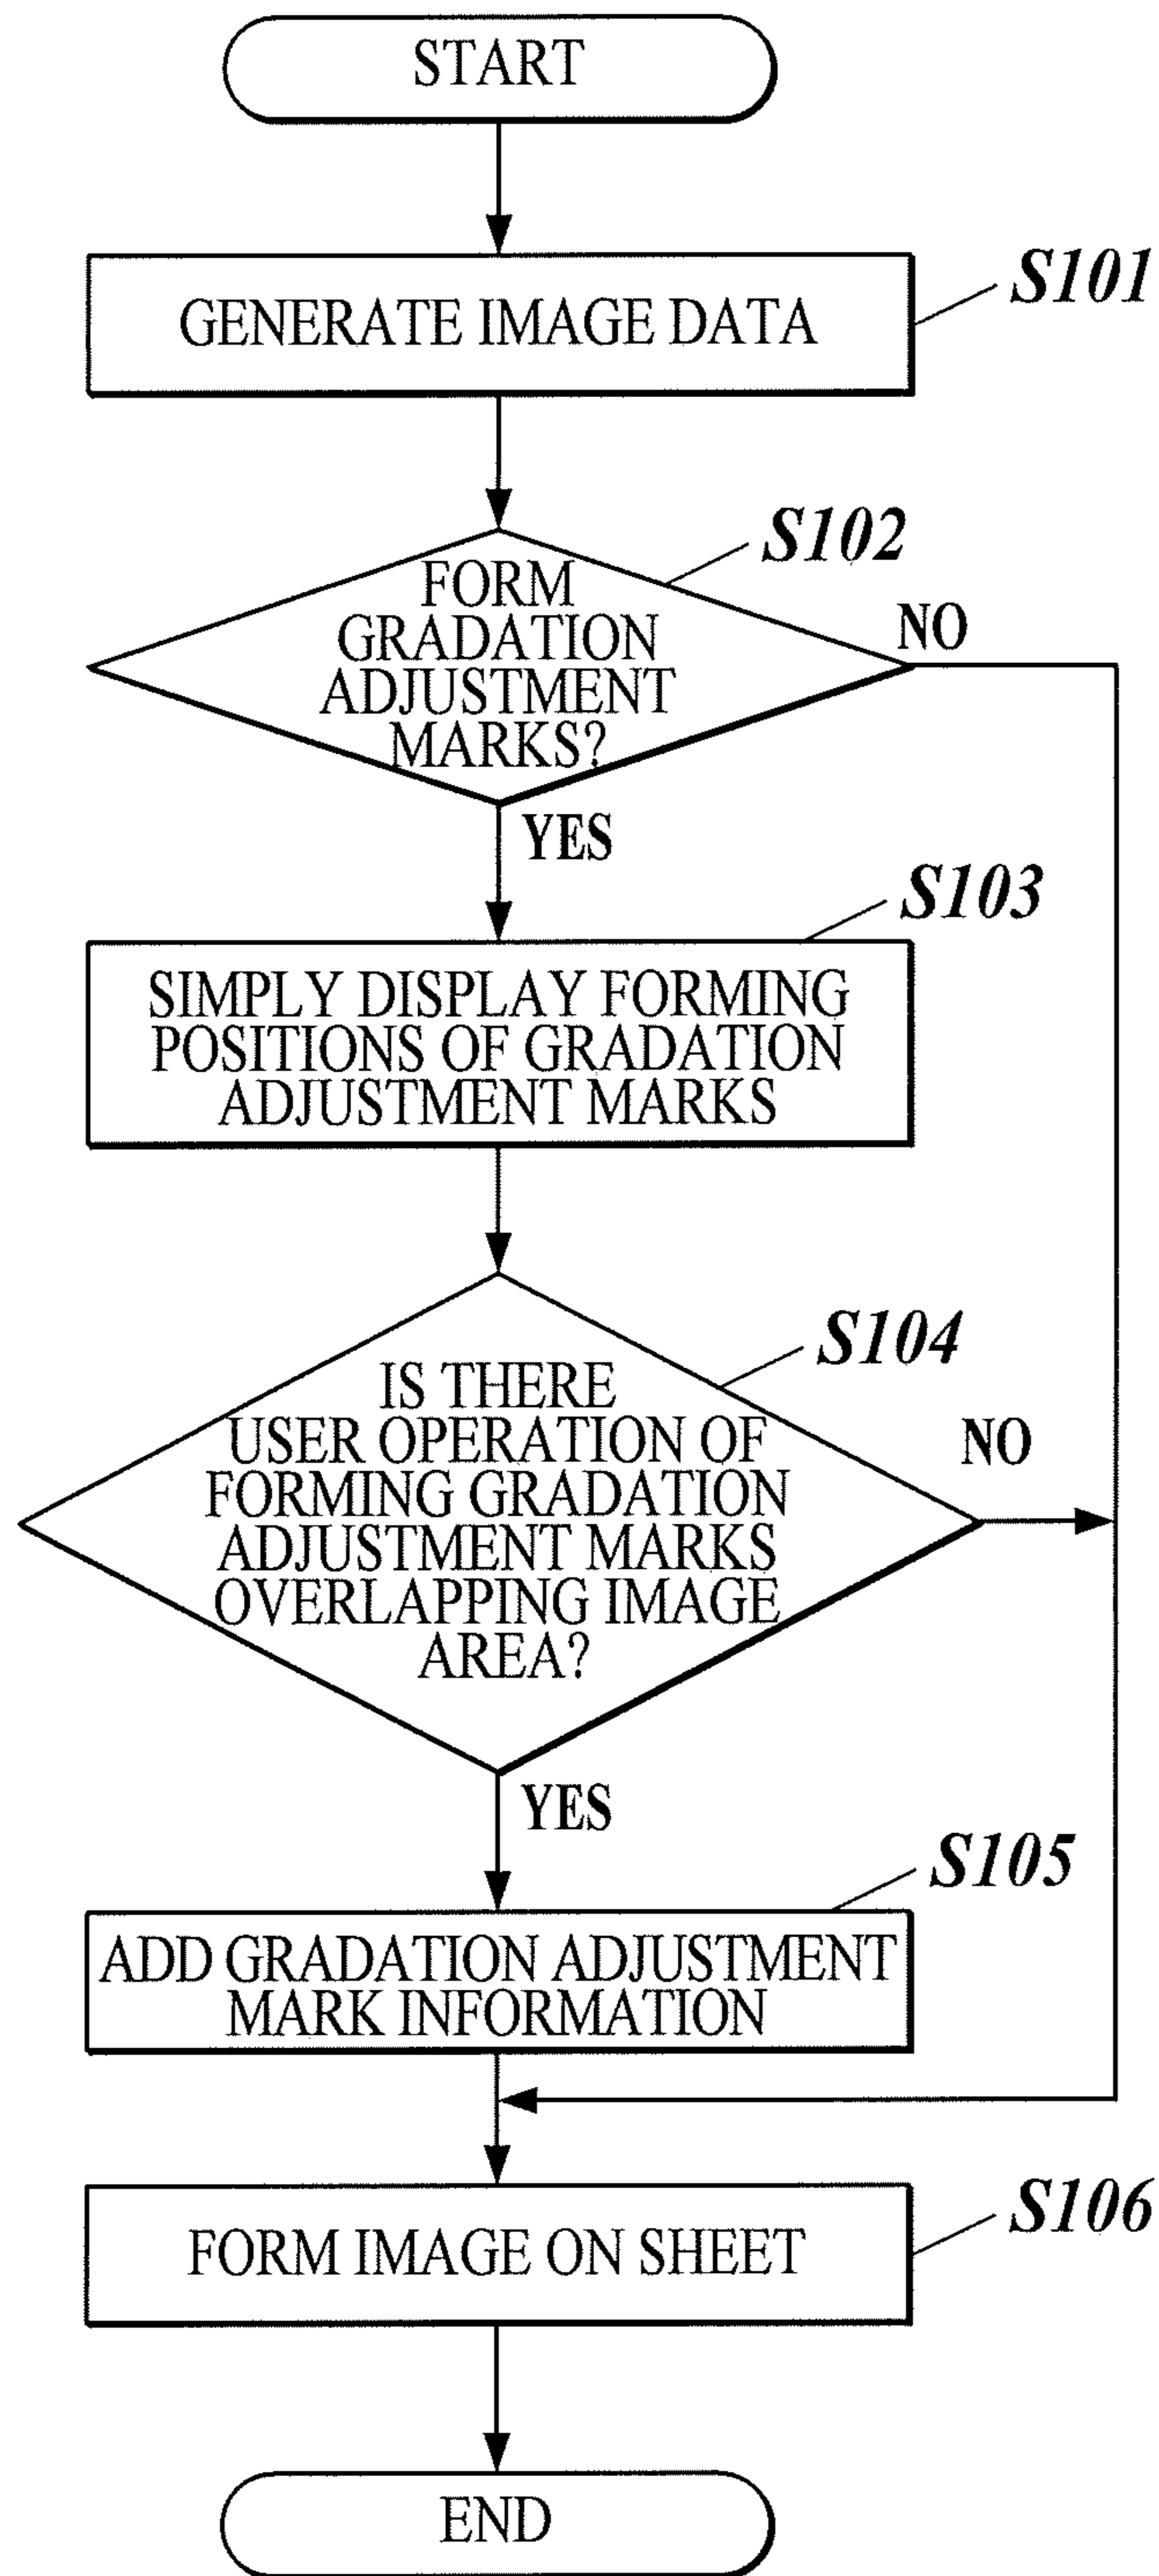 START
GENERATE IMAGE DATA
S101
S102
FORM
GRADATION
ADJUSTMENT
MARKS?
NO
YES
S103
SIMPLY DISPLAY FORMING
POSITIONS OF GRADATION
ADJUSTMENT MARKS
S104
IS THERE
USER OPERATION OF
FORMING GRADATION
ADJUSTMENT MARKS
OVERLAPPING IMAGE
AREA?
NO
YES
S105
ADD GRADATION ADJUSTMENT
MARK INFORMATION
FORM IMAGE ON SHEET
S106
END